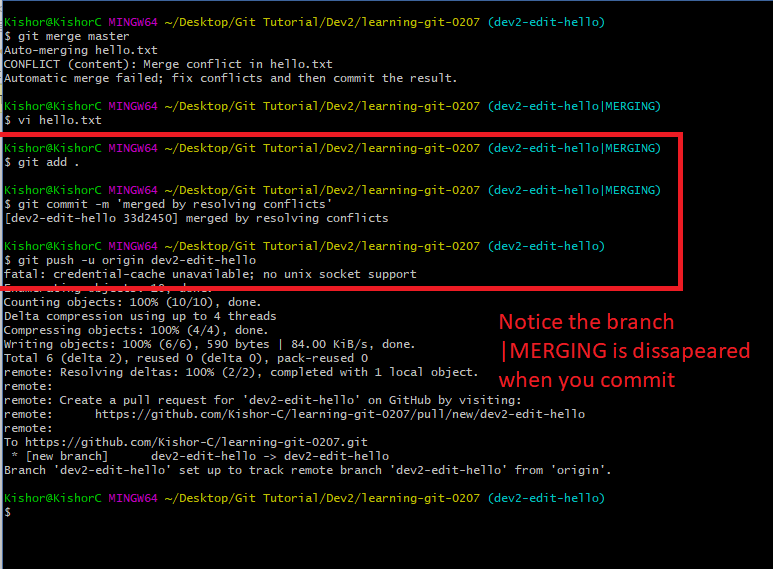 Kishor@KishorC MINGW64 ~/Desktop/Git Tutorial/Dev2/learning-git-0207 (dev2-edit-hello)
$ git merge master
Auto-merging hello.txt
CONFLICT (content): Merge conflict in hello.txt
Automatic merge failed; fix conflicts and then commit the result.
Kishor@KishorC MINGW64 ~/Desktop/Git Tutorial/Dev2/learning-git-0207 (dev2-edit-hello|MERGING)
$ vi hello.txt
Kishor@KishorC MINGW64 ~/Desktop/Git Tutorial/Dev2/learning-git-0207 (dev2-edit-hello|MERGING)
$ git add .
Kishor@KishorC MINGW64 ~/Desktop/Git Tutorial/Dev2/learning-git-0207 (dev2-edit-hello|MERGING)
$ git commit -m 'merged by resolving conflicts'
[dev2-edit-hello 33d2450] merged by resolving conflicts
Kishor@KishorC MINGW64 ~/Desktop/Git Tutorial/Dev2/learning-git-0207 (dev2-edit-hello)
$ git push -u origin dev2-edit-hello
fatal: credential-cache unavailable; no unix socket support
Enumerating objects: 10, done.
Counting objects: 100% (10/10), done.
Delta compression using up to 4 threads
Compressing objects: 100% (4/4), done.
Writing objects: 100% (6/6), 590 bytes | 84.00 KiB/s, done.
Total 6 (delta 2), reused 0 (delta 0), pack-reused 0
remote: Resolving deltas: 100% (2/2), completed with 1 local object.
remote:
remote: Create a pull request for 'dev2-edit-hello' on GitHub by visiting:
remote:      https://github.com/Kishor-C/learning-git-0207/pull/new/dev2-edit-hello
remote:
To https://github.com/Kishor-C/learning-git-0207.git
 * [new branch]      dev2-edit-hello -> dev2-edit-hello
Branch 'dev2-edit-hello' set up to track remote branch 'dev2-edit-hello' from 'origin'.
Kishor@KishorC MINGW64 ~/Desktop/Git Tutorial/Dev2/learning-git-0207 (dev2-edit-hello)
$
Notice the branch
|MERGING is dissapeared
when you commit